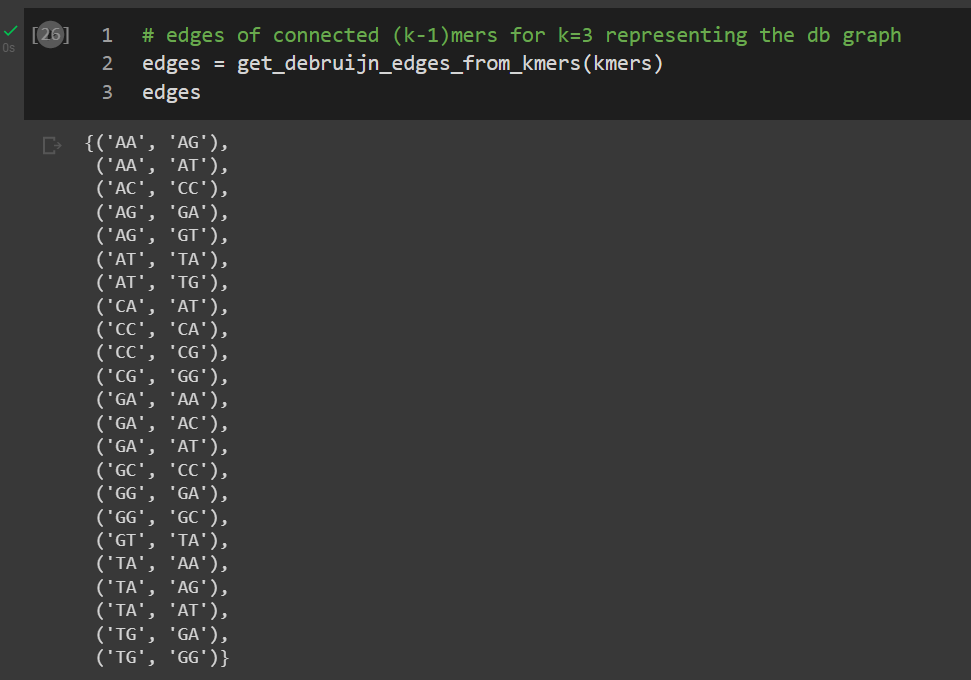 [26] 1 # edges of connected (k-1)mers for k=3 representing the db graph
0s 2 edges = get_debruijn_edges_from_kmers(kmers)
3 edges
{('AA', 'AG'),
('AA', 'AT'),
('AC', 'CC'),
('AG', 'GA'),
('AG', 'GT'),
('AT', 'TA'),
('AT', 'TG'),
('CA', 'AT'),
('CC', 'CA'),
('CC', 'CG'),
('CG', 'GG'),
('GA', 'AA'),
('GA', 'AC'),
('GA', 'AT'),
('GC', 'CC'),
('GG', 'GA'),
('GG', 'GC'),
('GT', 'TA'),
('TA', 'AA'),
('TA', 'AG'),
('TA', 'AT'),
('TG', 'GA'),
('TG', 'GG')}